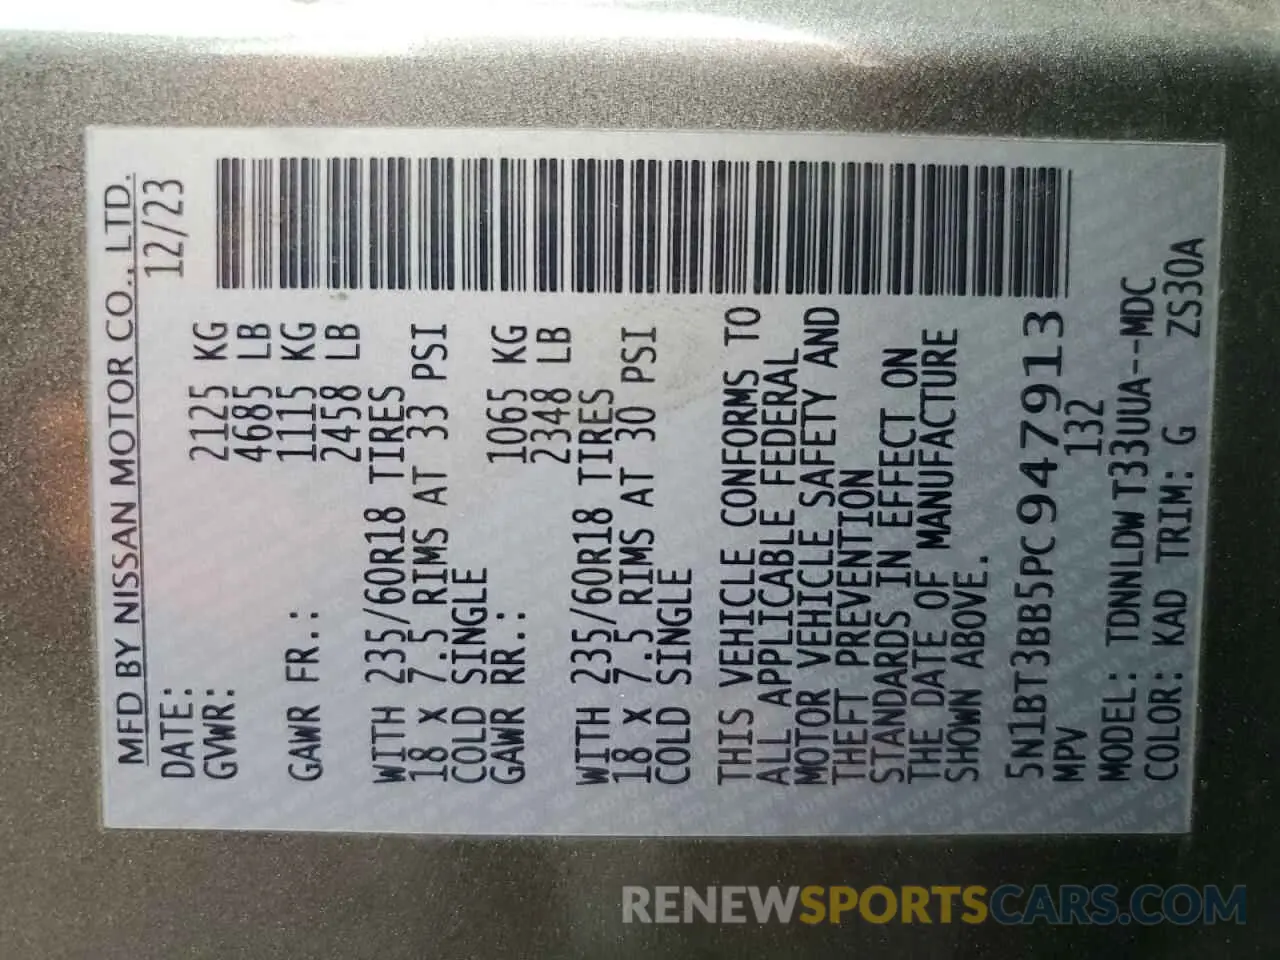 MFD BY NISSAN MOTOR CO., LTD.
DATE: 12/23
GVWR: 2125 KG
4685 LB
GAWR FR.: 1115 KG
2458 LB
WITH 235/60R18 TIRES
18 X 7.5 RIMS AT 33 PSI
COLD SINGLE
GAWR RR.: 1065 KG
2348 LB
WITH 235/60R18 TIRES
18 X 7.5 RIMS AT 30 PSI
COLD SINGLE
THIS VEHICLE CONFORMS TO
ALL APPLICABLE FEDERAL
MOTOR VEHICLE SAFETY AND
THEFT PREVENTION
STANDARDS IN EFFECT ON
THE DATE OF MANUFACTURE
SHOWN ABOVE.
5N1BT3BB5PC947913
MPV 132
MODEL: TDNNLDW T33UUA--MDC
COLOR: KAD TRIM: G ZS30A
RENEWSPORTSCARS.COM